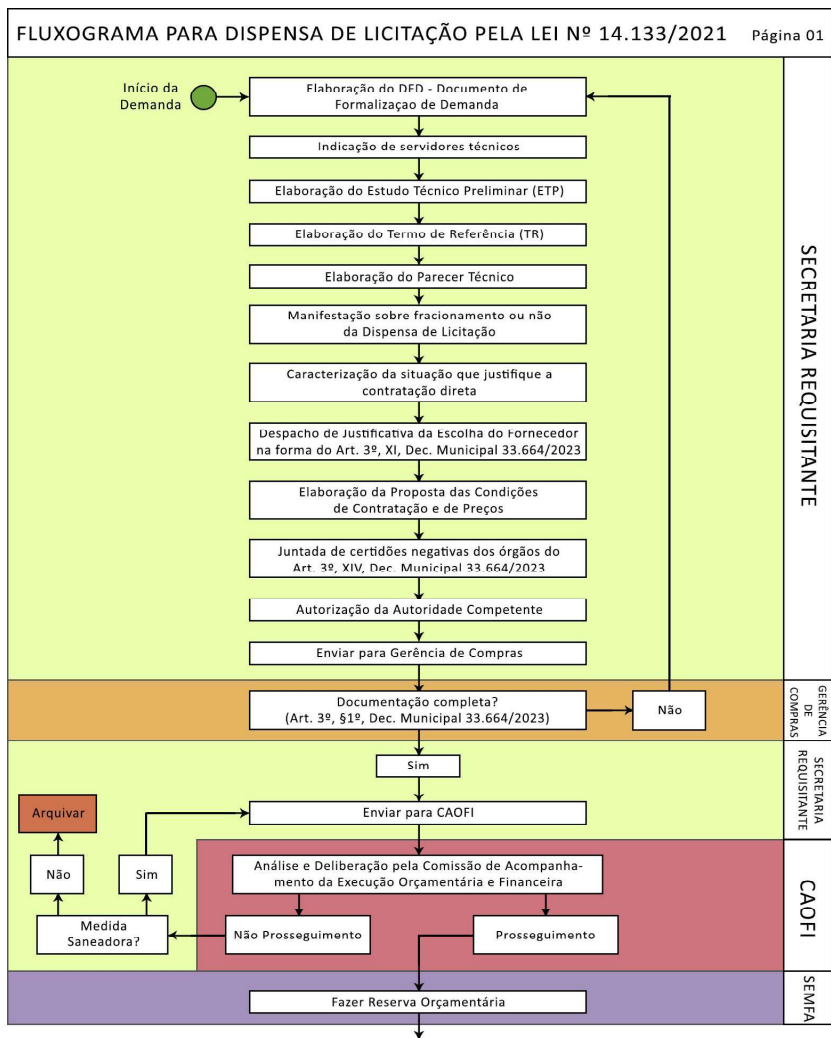 FLUXOGRAMA PARA DISPENSA DE LICITAÇÃO PELA LEI Nº 14.133/2021 Página 01
Início da
Demanda
Elaboração do DFD - Documento de
Formalizaçao de Demanda
Indicação de servidores técnicos
Elaboração do Estudo Técnico Preliminar (ETP)
Elaboração do Termo de Referência (TR)
Elaboração do Parecer Técnico
Manifestação sobre fracionamento ou não
da Dispensa de Licitação
Caracterização da situação que justifique a
contratação direta
Despacho de Justificativa da Escolha do Fornecedor
na forma do Art. 3º, XI, Dec. Municipal 33.664/2023
Elaboração da Proposta das Condições
de Contratação e de Preços
Juntada de certidões negativas dos órgãos do
Art. 3º, XIV, Dec. Municipal 33.664/2023
Autorização da Autoridade Competente
Enviar para Gerência de Compras
SECRETARIA REQUISITANTE
Documentação completa?
(Art. 3º, §1º, Dec. Municipal 33.664/2023)
Não
GERÊNCIA
DE
COMPRAS
Sim
Enviar para CAOFI
SECRETARIA
REQUISITANTE
Arquivar
Não
Sim
Medida
Saneadora?
Análise e Deliberação pela Comissão de Acompanha-
mento da Execução Orçamentária e Financeira
Não Prosseguimento
Prosseguimento
CAOFI
Fazer Reserva Orçamentária
SEMFA